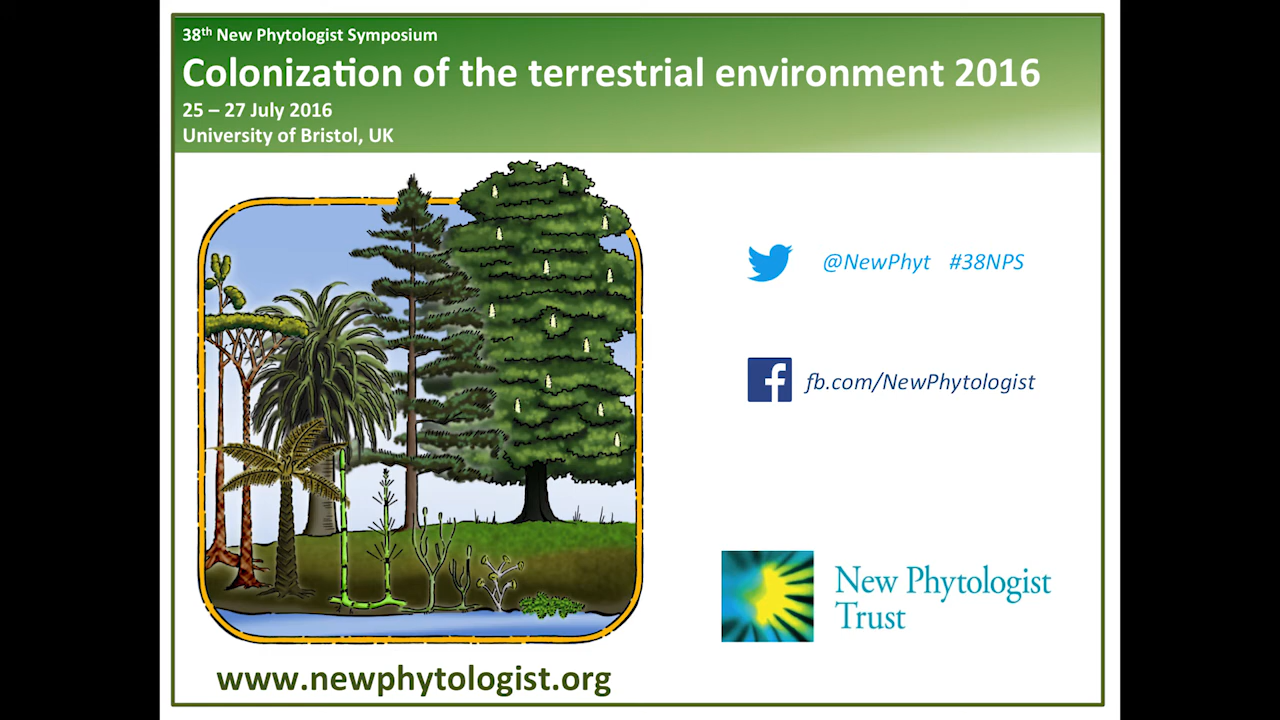 38th New Phytologist Symposium
Colonization of the terrestrial environment 2016
25 – 27 July 2016
University of Bristol, UK
@NewPhyt #38NPS
fb.com/NewPhytologist
New Phytologist
Trust
www.newphytologist.org